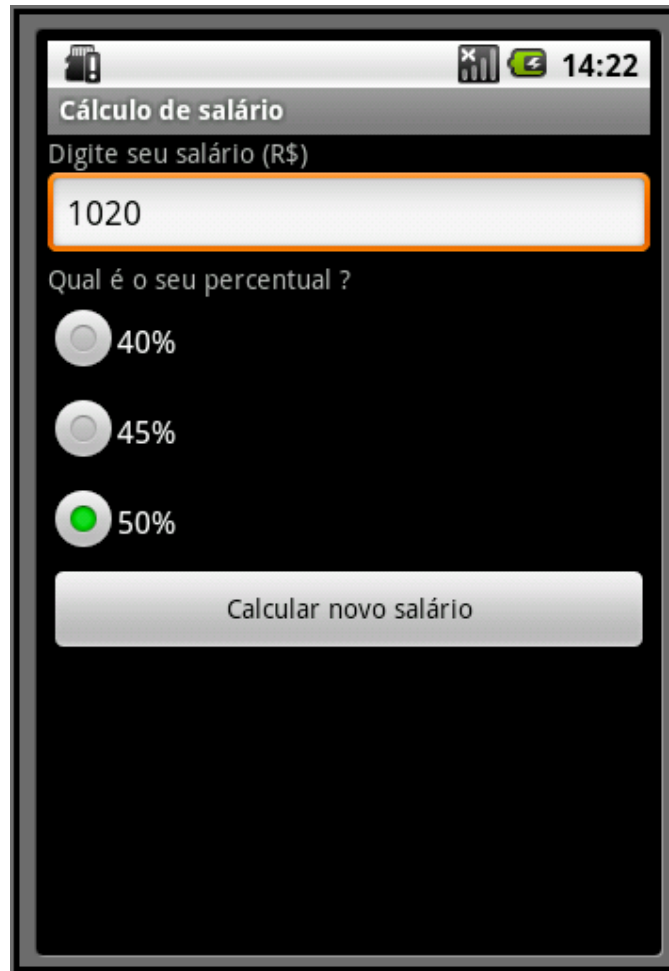 14:22
Cálculo de salário
Digite seu salário (R$)
1020
Qual é o seu percentual ?
40%
45%
50%
Calcular novo salário